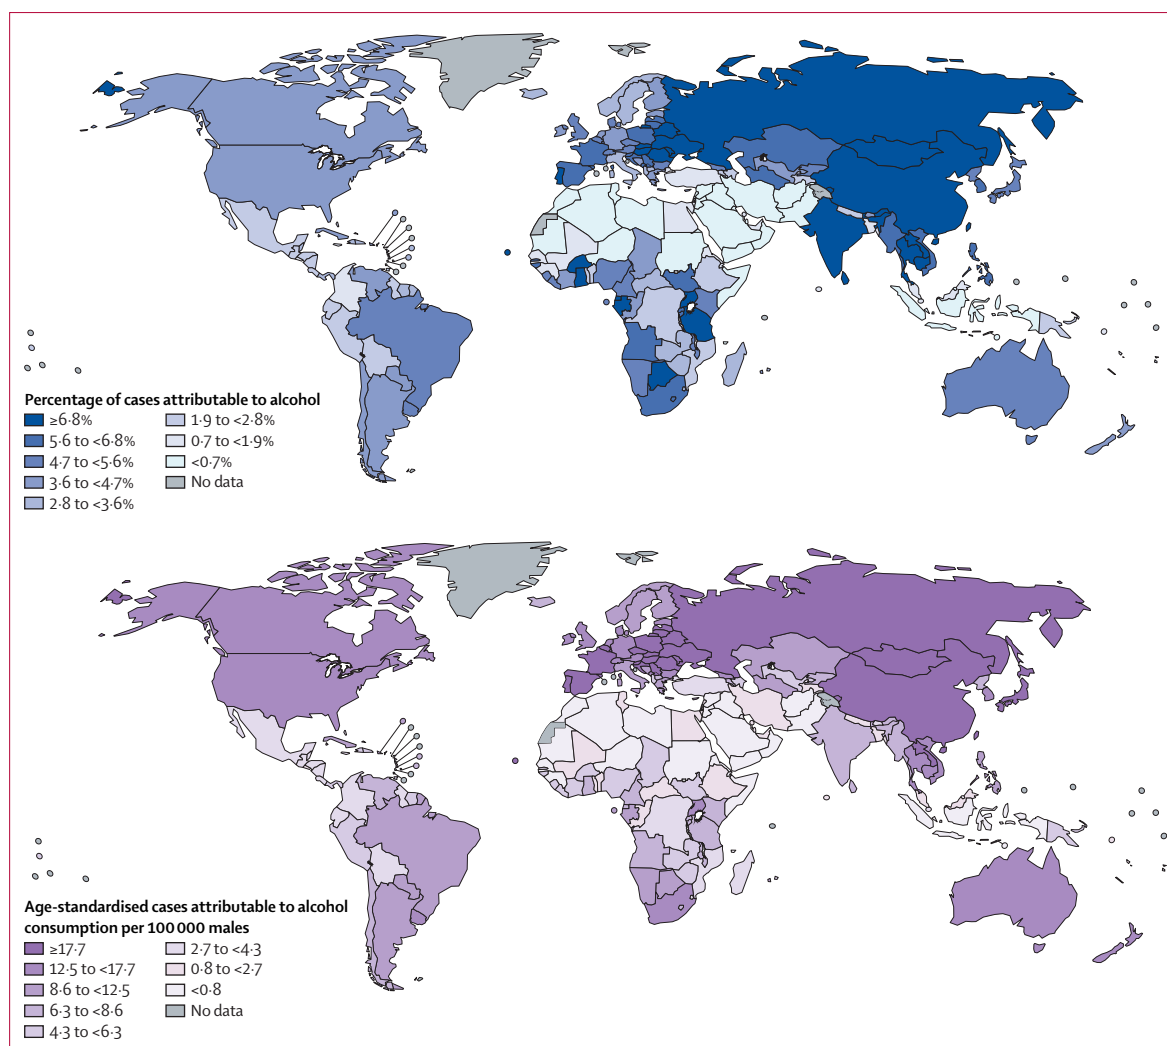 Percentage of cases attributable to alcohol
≥6·8%
5·6 to <6·8%
4·7 to <5·6%
3·6 to <4·7%
2·8 to <3·6%
1·9 to <2·8%
0·7 to <1·9%
<0·7%
No data
Age-standardised cases attributable to alcohol
consumption per 100 000 males
≥17·7
12·5 to <17·7
8·6 to <12·5
6·3 to <8·6
4·3 to <6·3
2·7 to <4·3
0·8 to <2·7
<0·8
No data